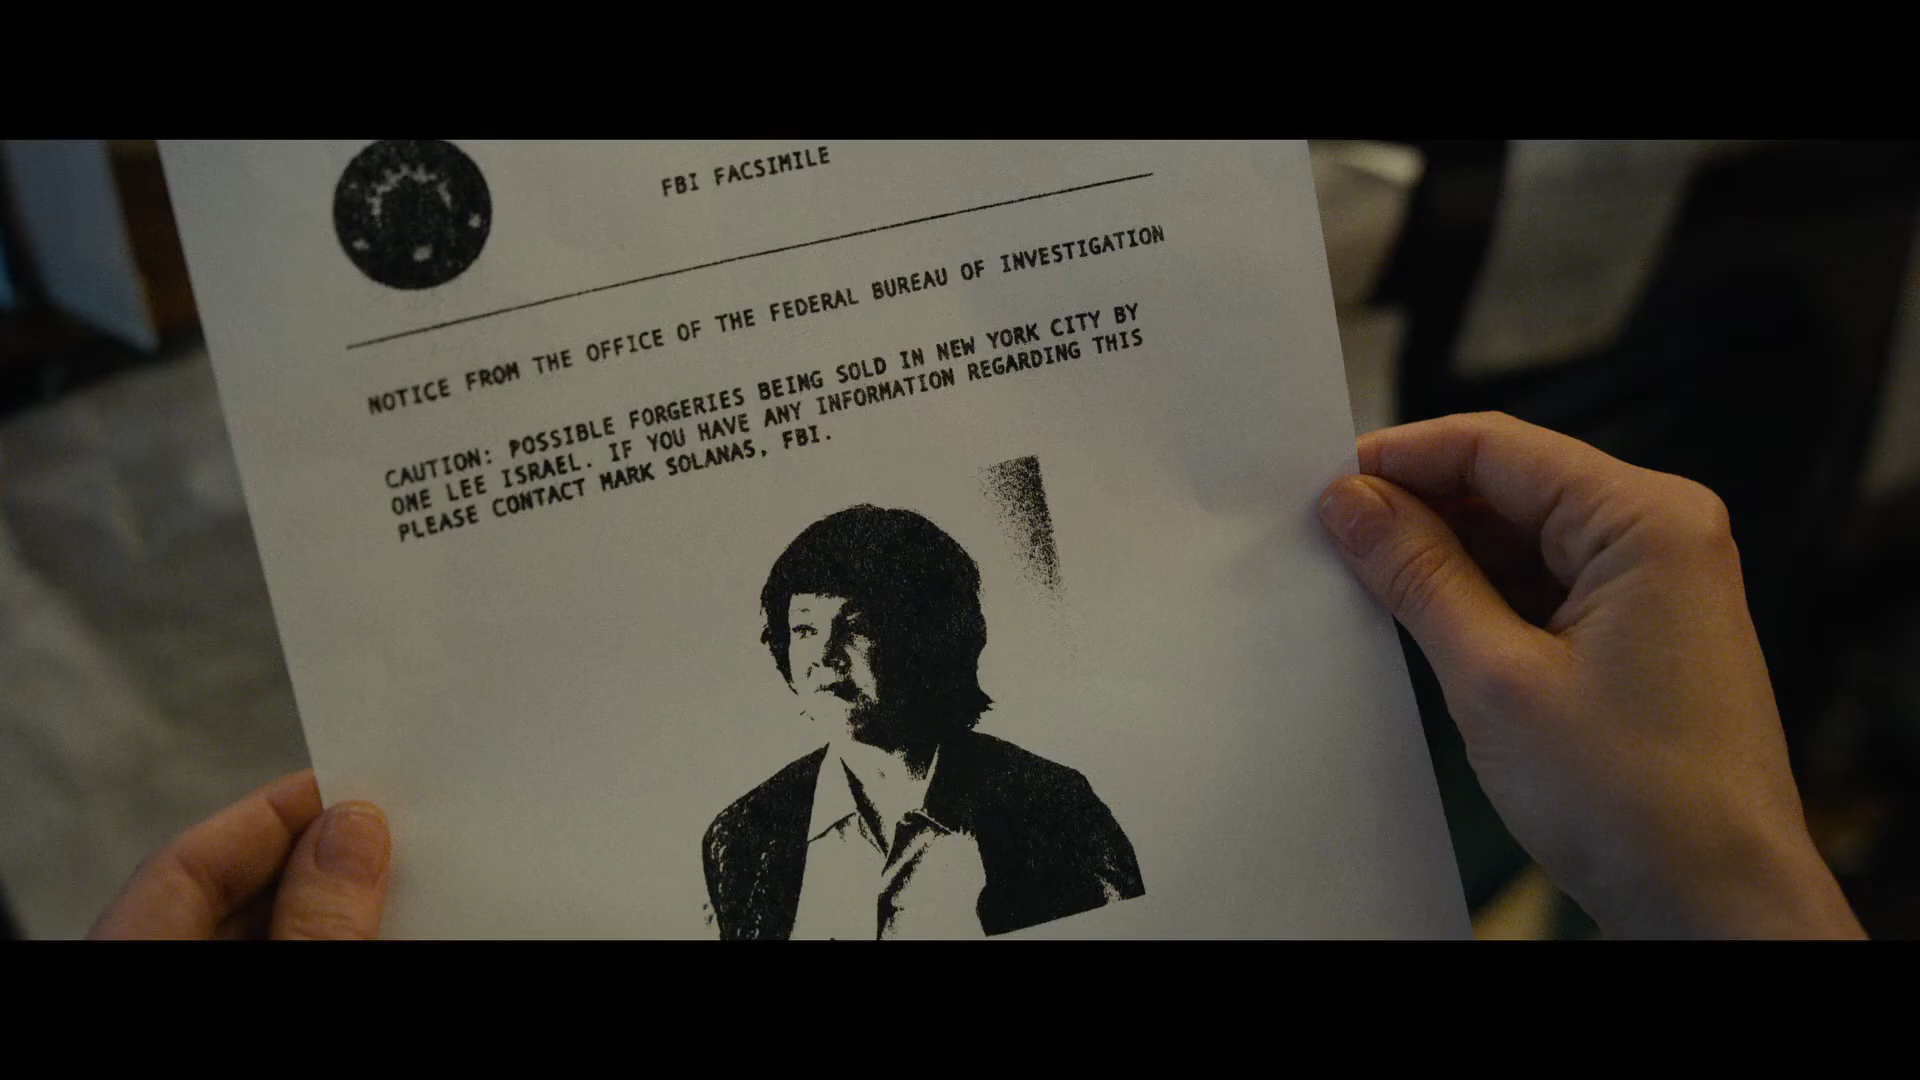 FBI FACSIMILE
NOTICE FROM THE OFFICE OF THE FEDERAL BUREAU OF INVESTIGATION
CAUTION: POSSIBLE FORGERIES BEING SOLD IN NEW YORK CITY BY
ONE LEE ISRAEL. IF YOU HAVE ANY INFORMATION REGARDING THIS
PLEASE CONTACT MARK SOLANAS, FBI.